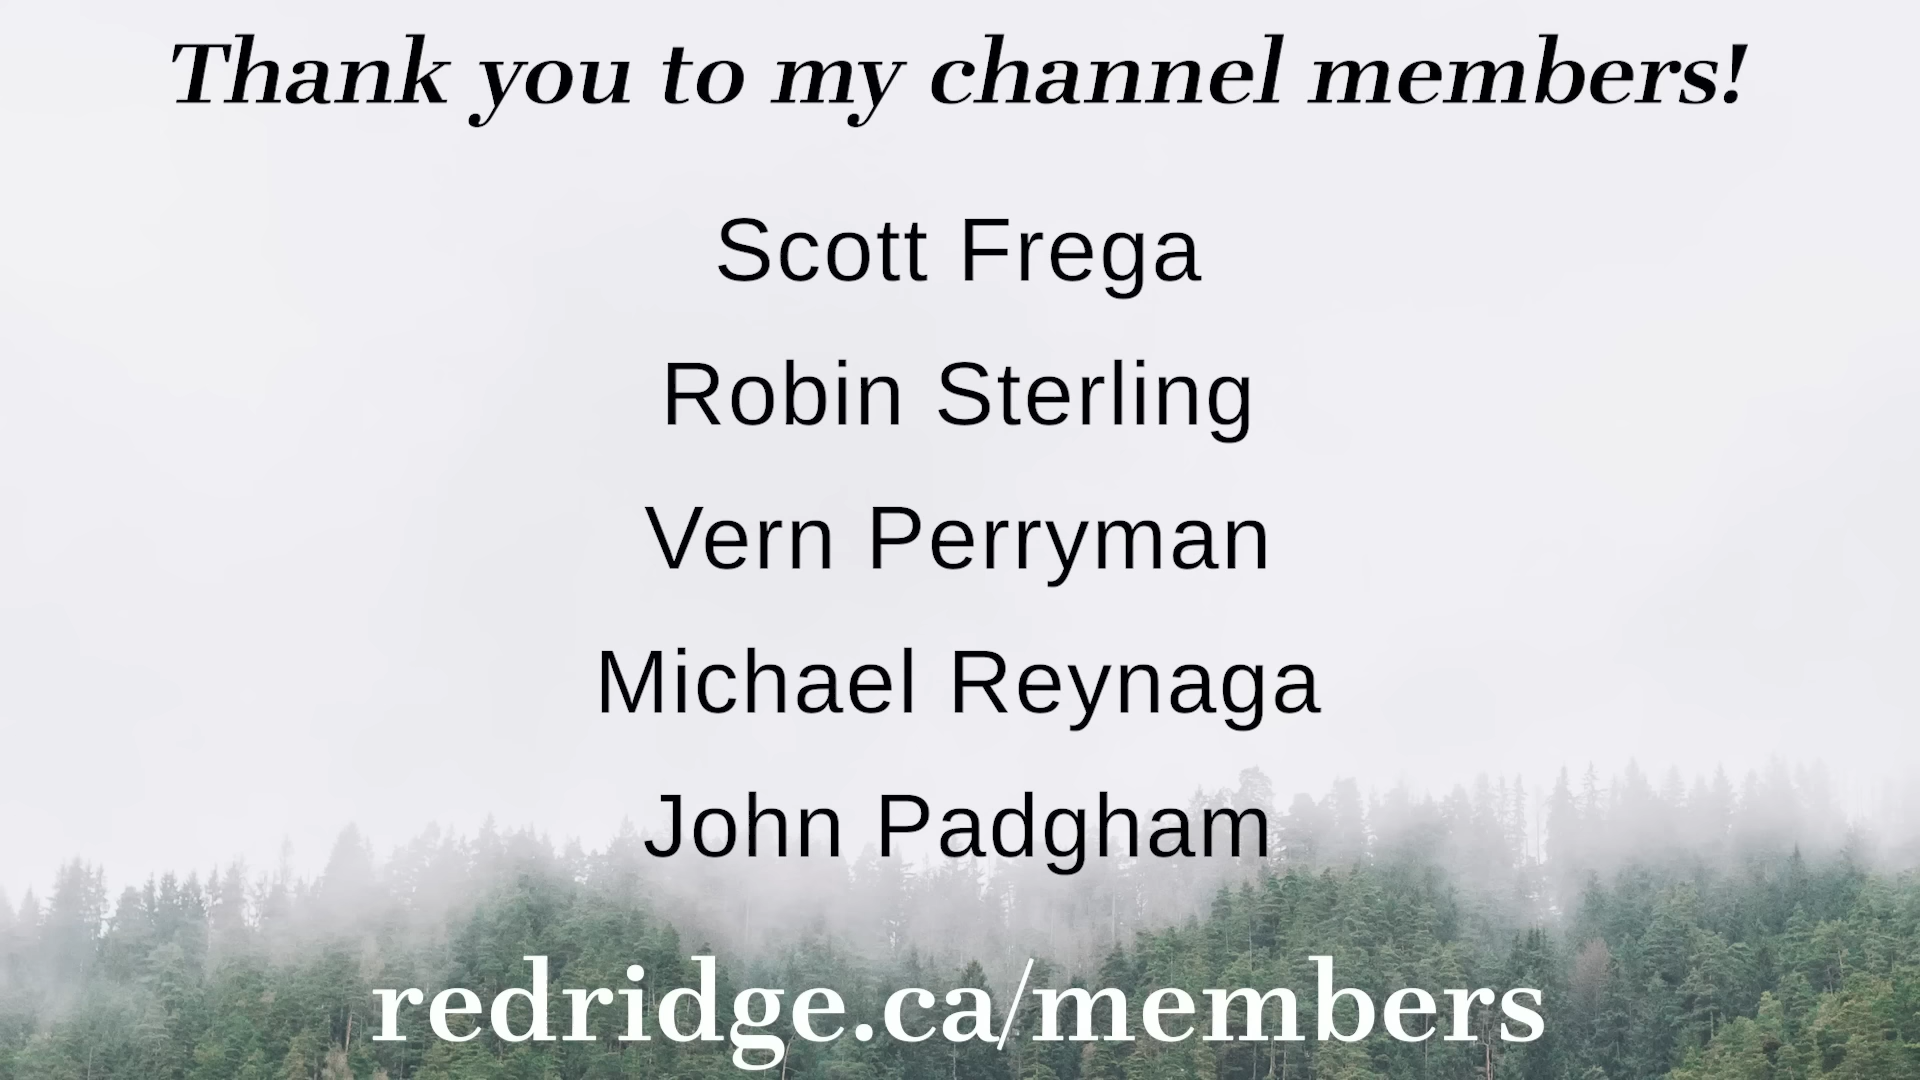 Thank you to my channel members!
Scott Frega
Robin Sterling
Vern Perryman
Michael Reynaga
John Padgham
redridge.ca/members